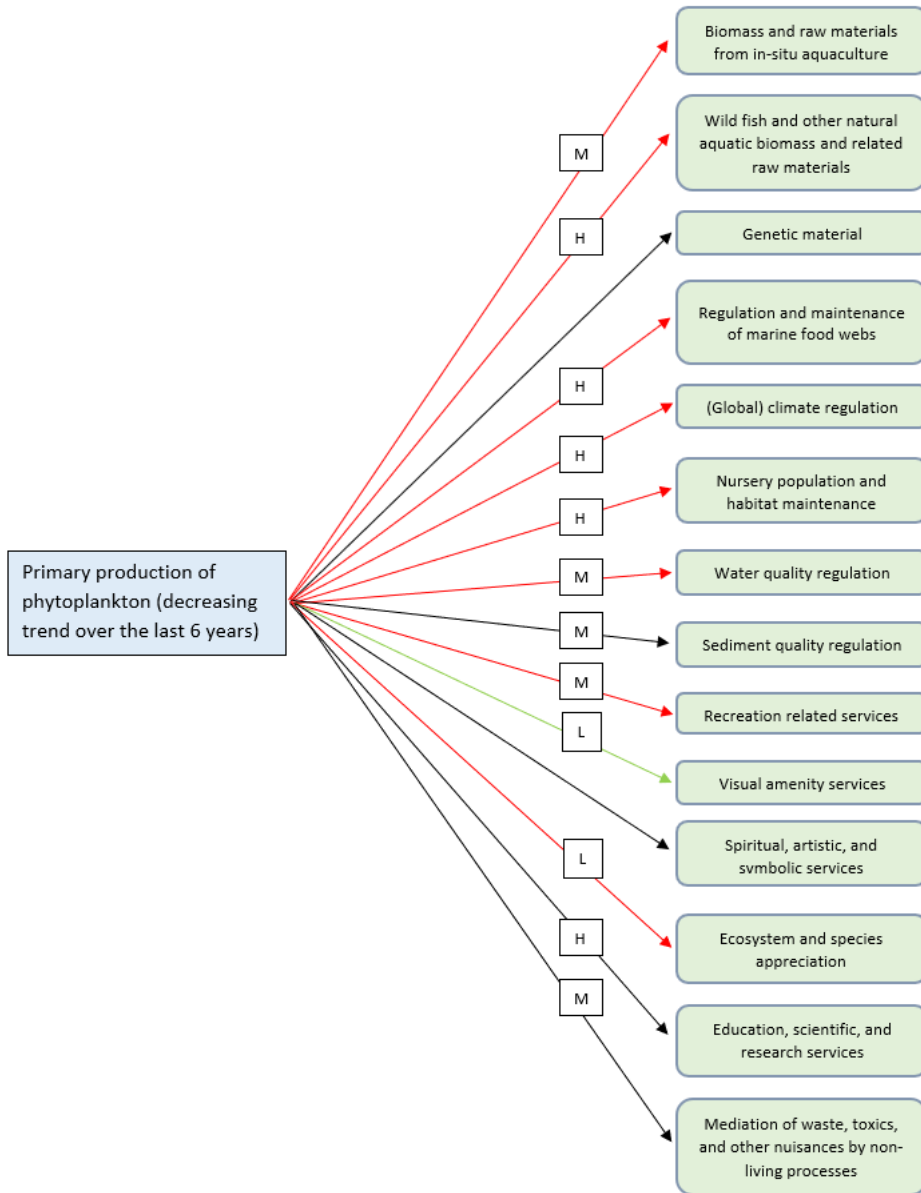 Biomass and raw materials
from in-situ aquaculture
M
Wild fish and other natural
aquatic biomass and related
raw materials
H
Genetic material
Regulation and maintenance
of marine food webs
H
(Global) climate regulation
H
Nursery population and
habitat maintenance
H
Primary production of
phytoplankton (decreasing
trend over the last 6 years)
Water quality regulation
M
Sediment quality regulation
M
Recreation related services
M
Visual amenity services
L
Spiritual, artistic, and
svmbolic services
L
Ecosystem and species
appreciation
H
Education, scientific, and
research services
M
Mediation of waste, toxics,
and other nuisances by non-
living processes